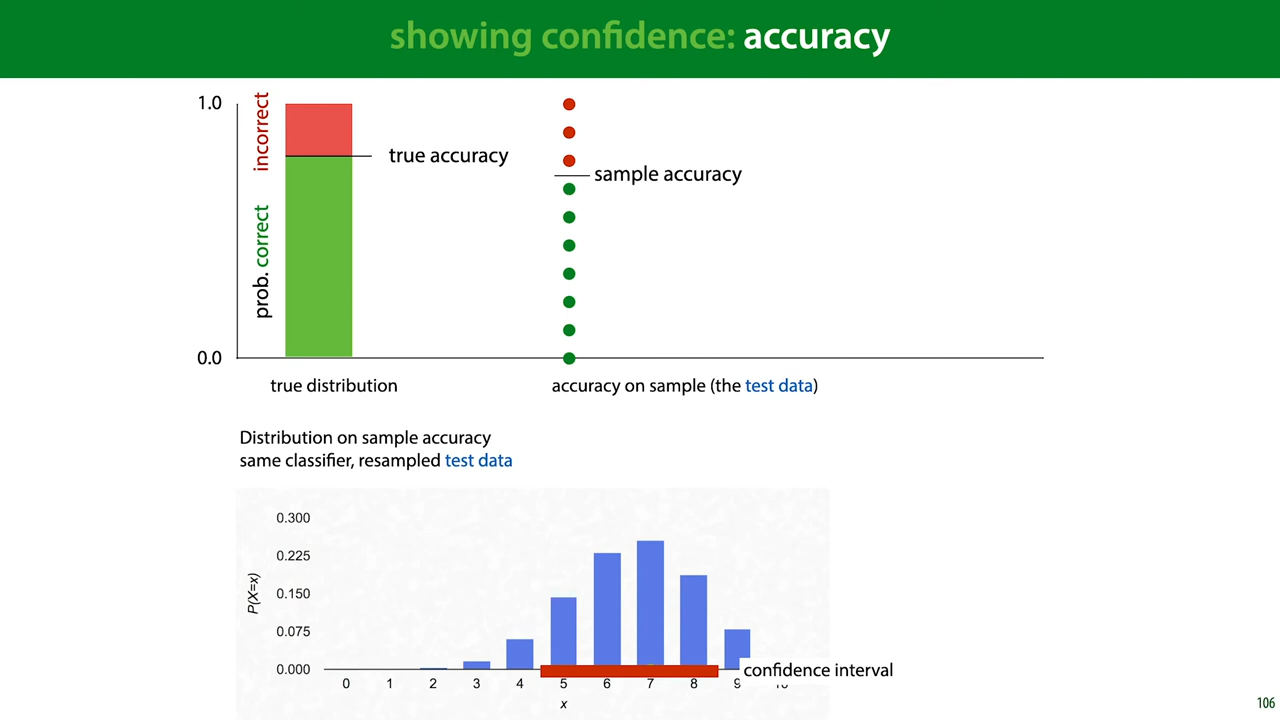 showing confidence: accuracy
1.0
incorrect
prob. correct
true accuracy
sample accuracy
0.0
true distribution
accuracy on sample (the test data)
Distribution on sample accuracy
same classifier, resampled test data
0.300
0.225
0.150
0.075
0.000
P(X=x)
confidence interval
0 1 2 3 4 5 6 7 8 9
x
106